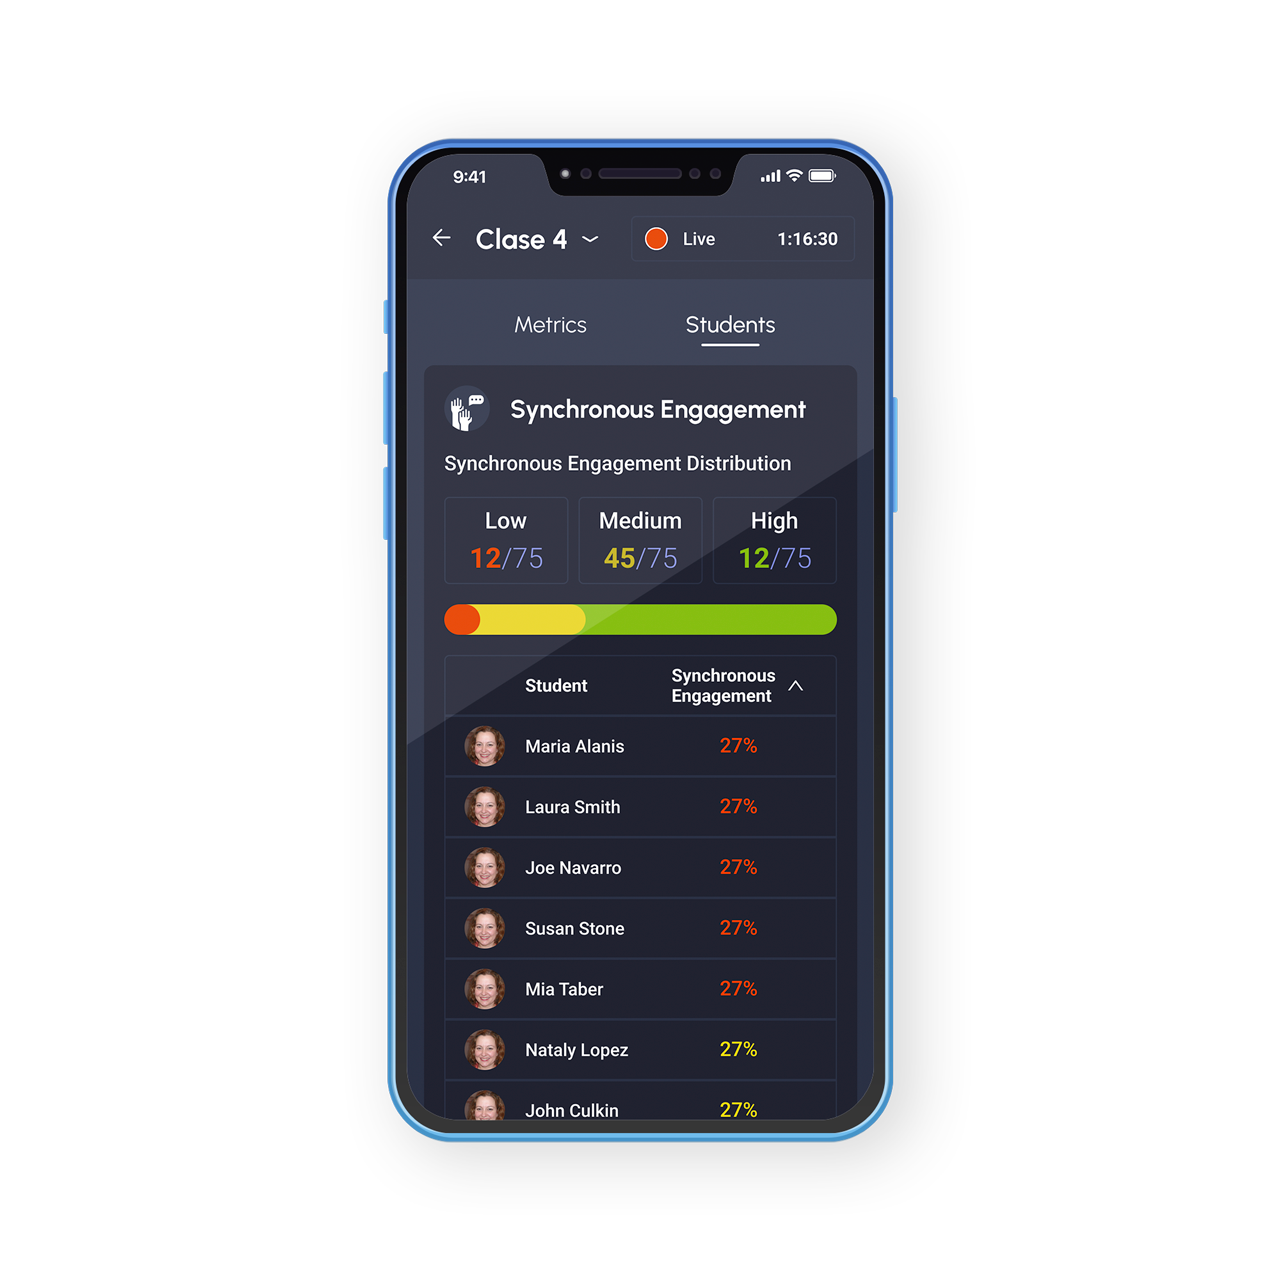 9:41
Clase 4
Live 1:16:30
Metrics Students
Synchronous Engagement
Synchronous Engagement Distribution
Low Medium High
12/75 45/75 12/75
Student Synchronous
Engagement
Maria Alanis 27%
Laura Smith 27%
Joe Navarro 27%
Susan Stone 27%
Mia Taber 27%
Nataly Lopez 27%
John Culkin 27%